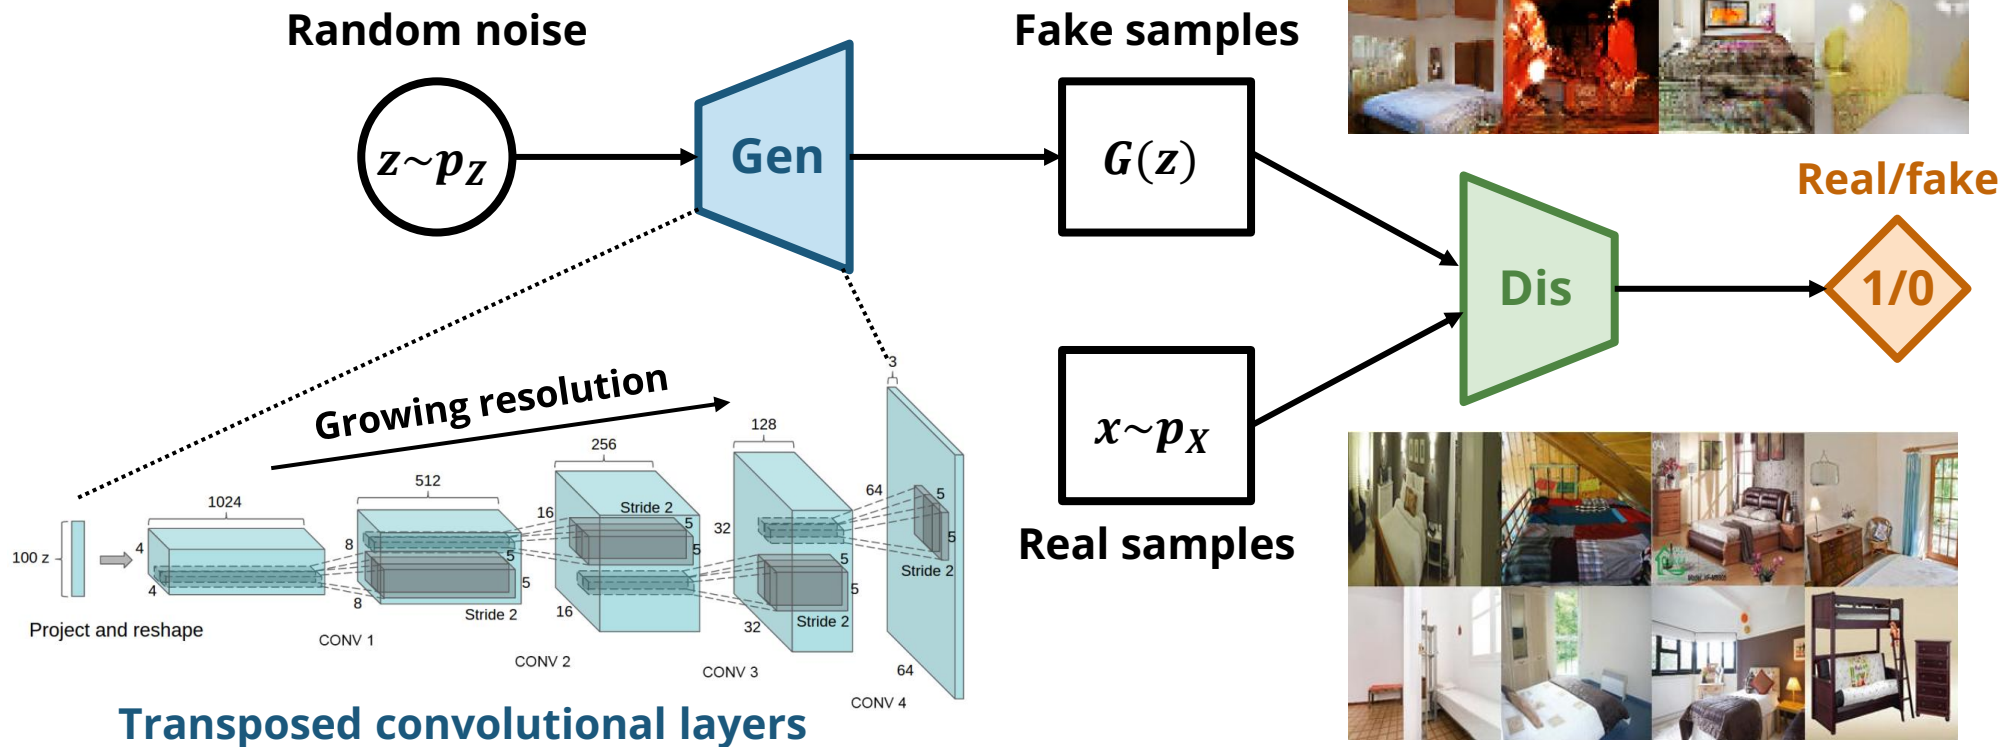 Random noise
Fake samples
z~p_Z
Gen
G(z)
Real/fake
Dis
1/0
x~p_X
Real samples
Growing resolution
3
128
256
512
1024
100 z
4
4
8
8
5
5
Stride 2
16
16
Stride 2
5
5
32
32
5
5
Stride 2
64
5
5
Stride 2
64
Project and reshape
CONV 1
CONV 2
CONV 3
CONV 4
Transposed convolutional layers